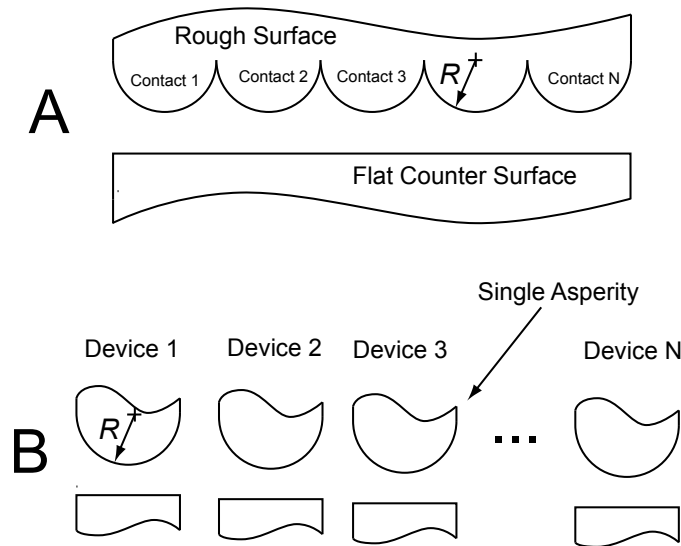 A
Rough Surface
Contact 1 Contact 2 Contact 3 R Contact N
Flat Counter Surface
B
Single Asperity
Device 1 Device 2 Device 3 Device N
R
...